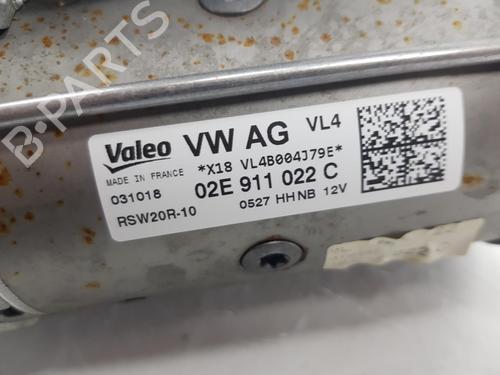 B-PARTS
Valeo VW AG VL4
MADE IN FRANCE *X18 VL4B004J79E*
031018 02E 911 022 C
RSW20R-10 0527 HHNB 12V